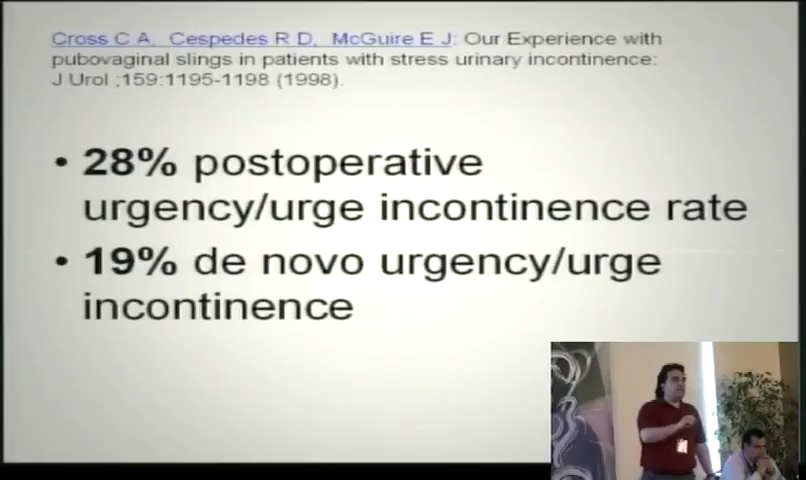 Cross C A, Cespedes R D, McGuire E J: Our Experience with
pubovaginal slings in patients with stress urinary incontinence:
J Urol ;159:1195-1198 (1998).
• 28% postoperative
urgency/urge incontinence rate
• 19% de novo urgency/urge
incontinence